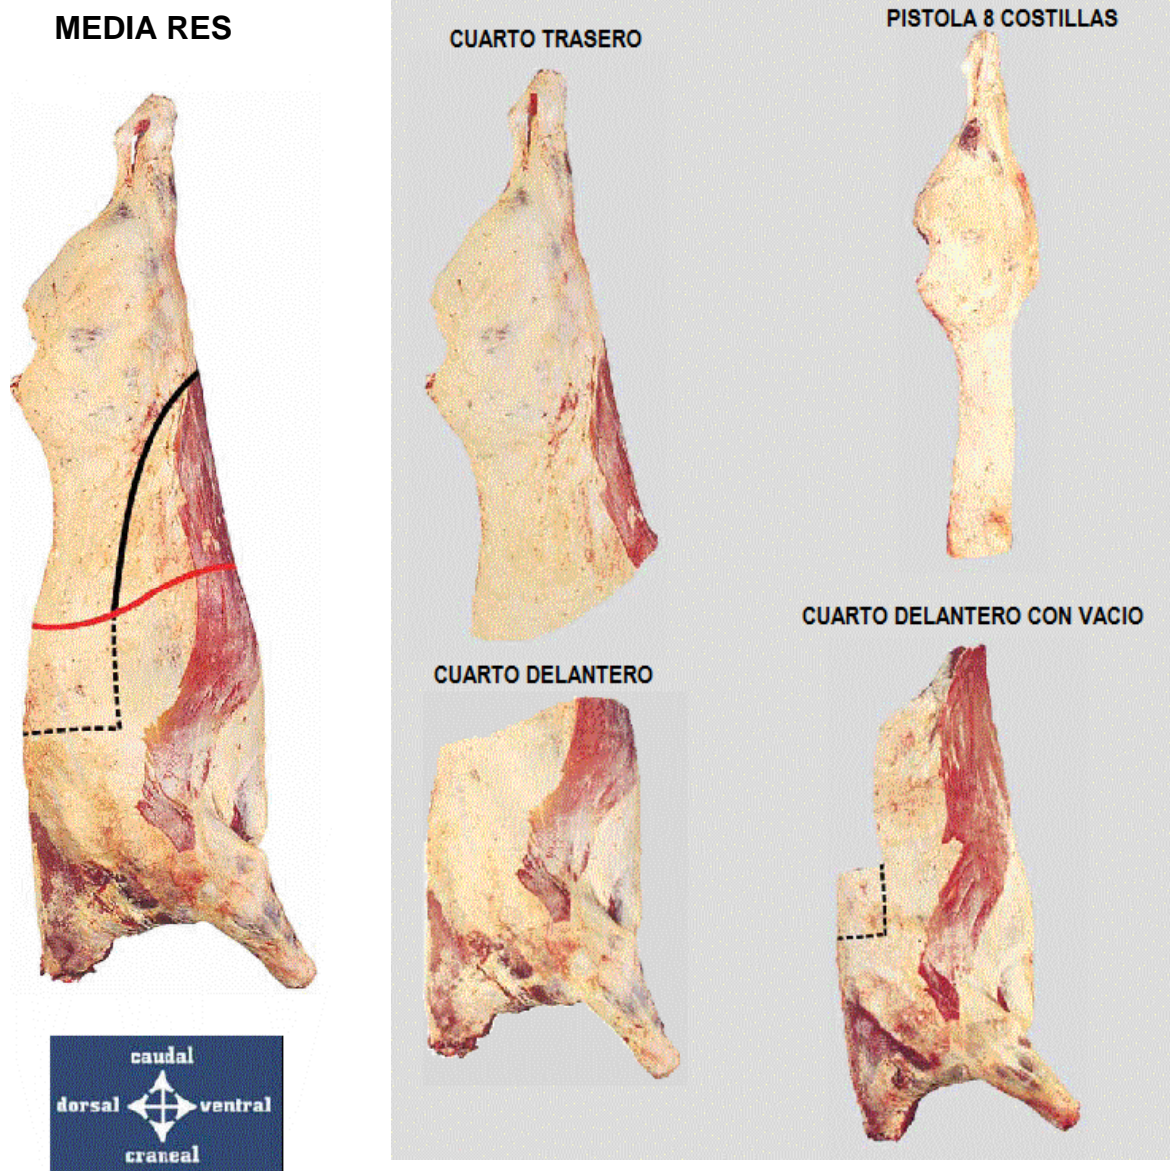 MEDIA RES
CUARTO TRASERO
PISTOLA 8 COSTILLAS
CUARTO DELANTERO
CUARTO DELANTERO CON VACIO
caudal
dorsal
ventral
craneal